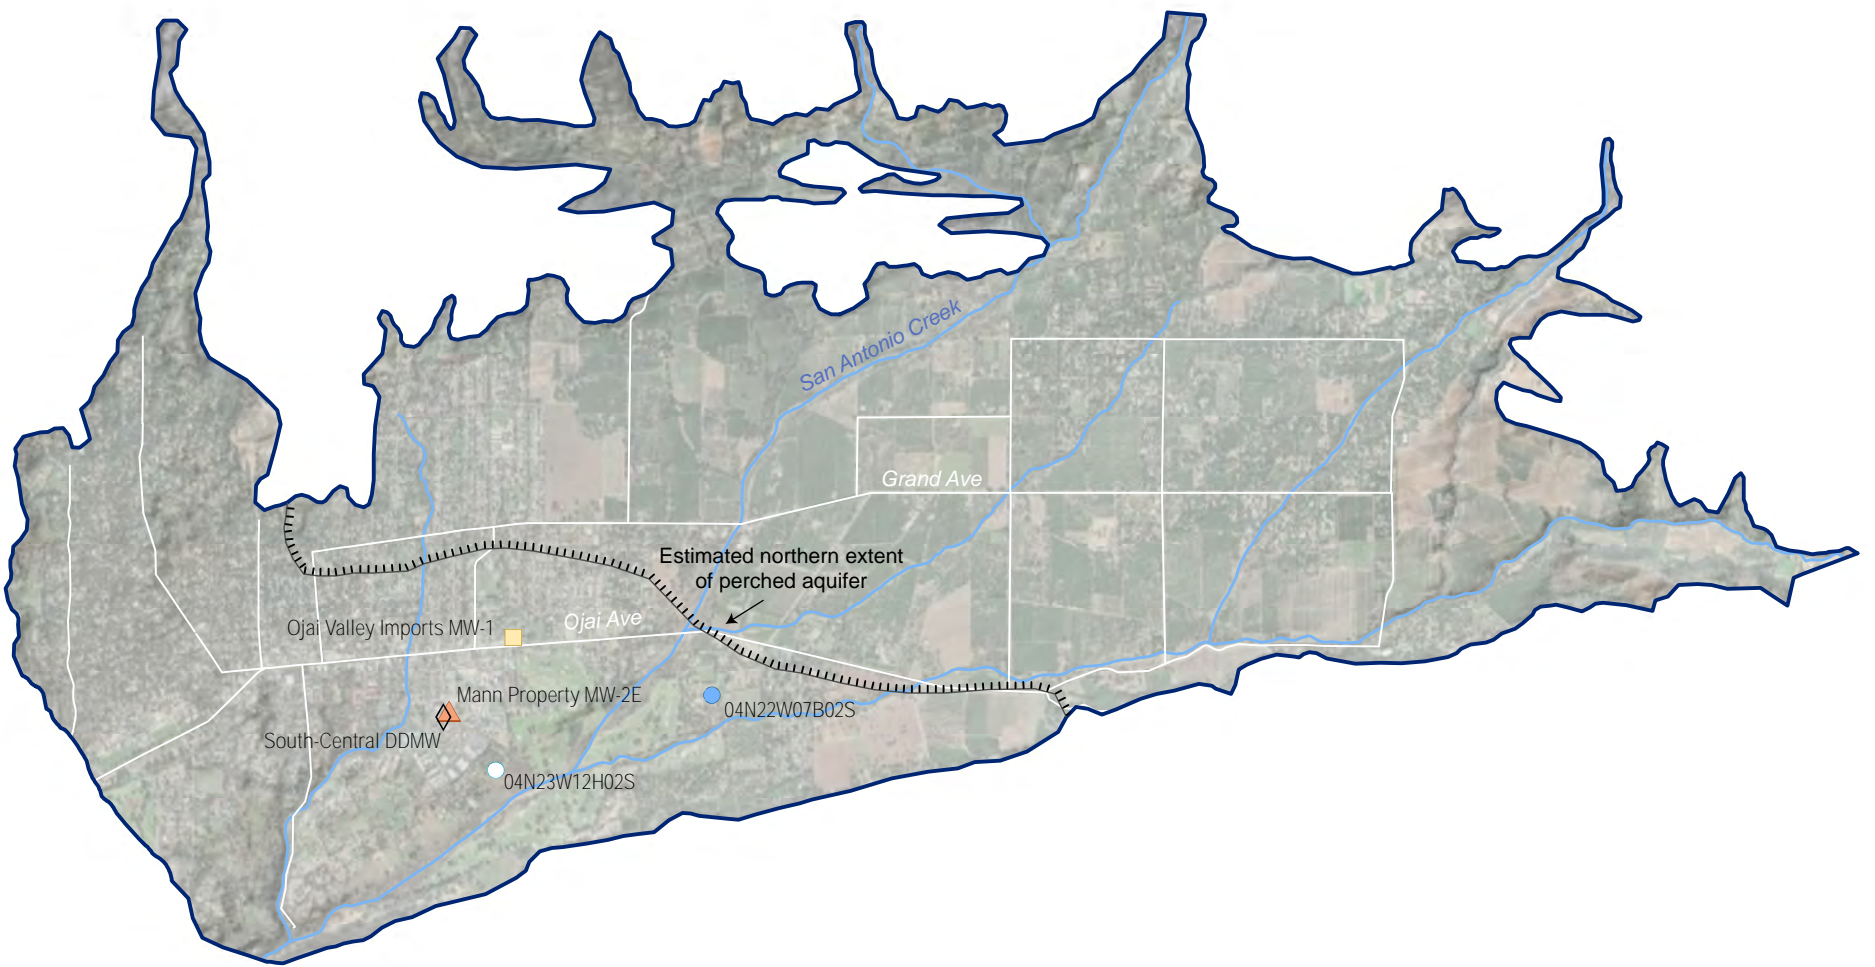 San Antonio Creek
Grand Ave
Estimated northern extent
of perched aquifer
Ojai Ave
Ojai Valley Imports MW-1
Mann Property MW-2E
04N22W07B02S
South-Central DDMW
04N23W12H02S